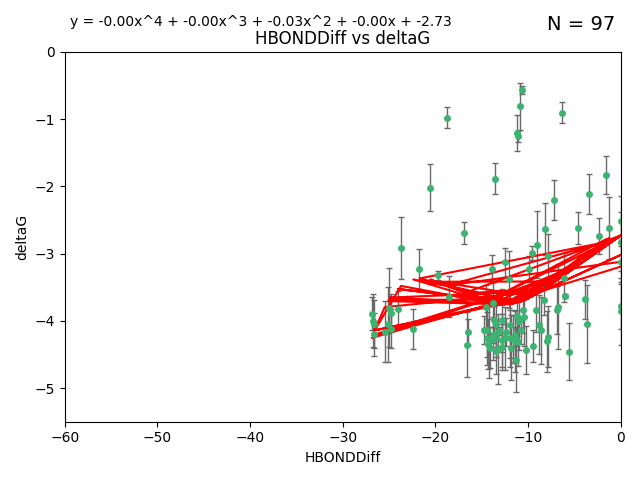 y = -0.00x^4 + -0.00x^3 + -0.03x^2 + -0.00x + -2.73
N = 97
HBONDDiff vs deltaG
0
−1
−2
−3
−4
−5
deltaG
−60 −50 −40 −30 −20 −10 0
HBONDDiff